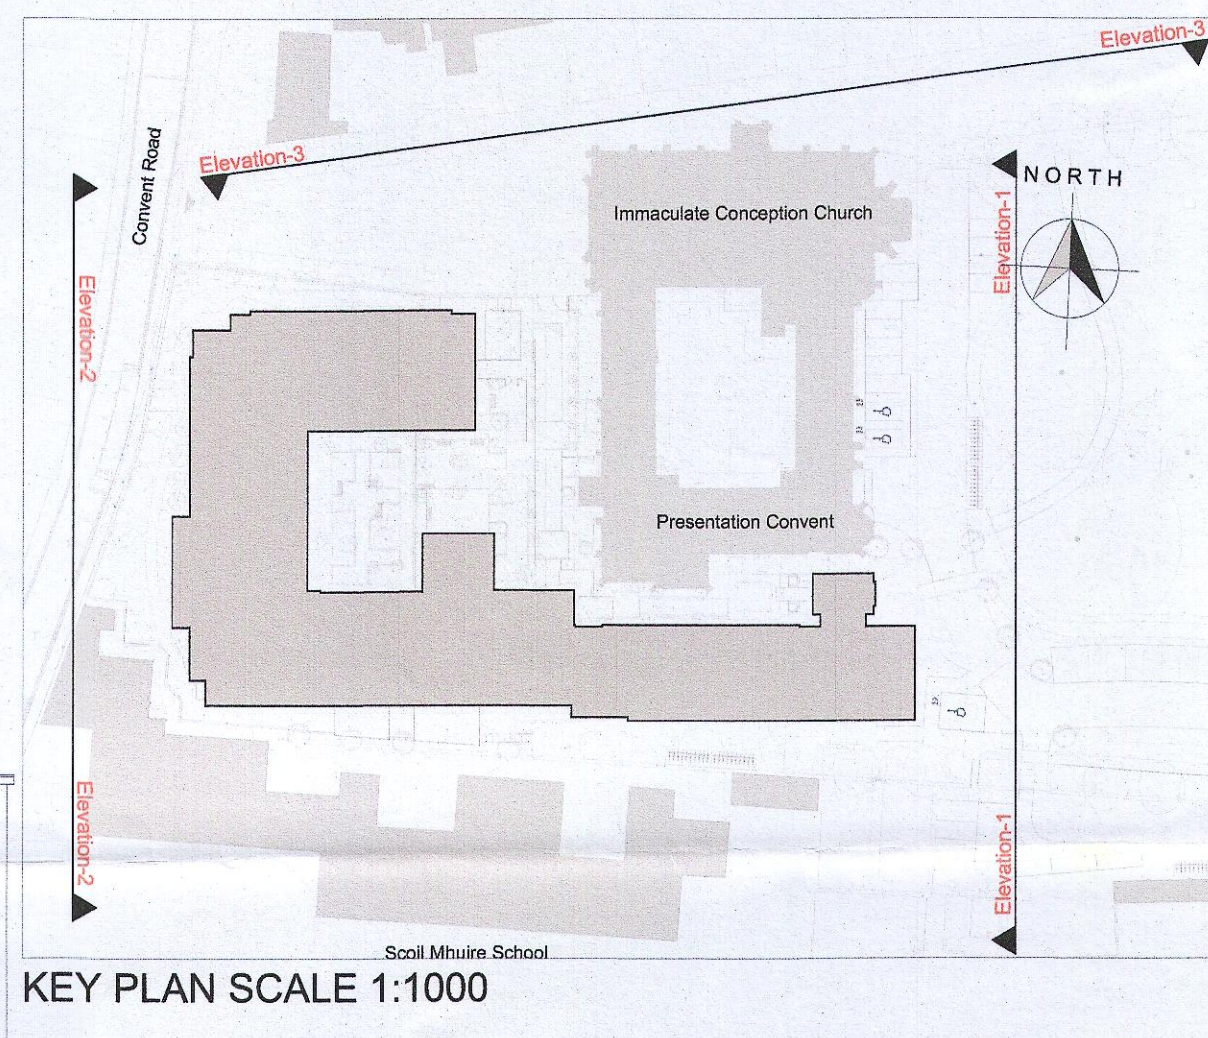 Elevation-3
Elevation-3
Convent Road
NORTH
Immaculate Conception Church
Elevation-1
Elevation-2
Presentation Convent
Elevation-2
Elevation-1
Scoil Mhuire School
KEY PLAN SCALE 1:1000